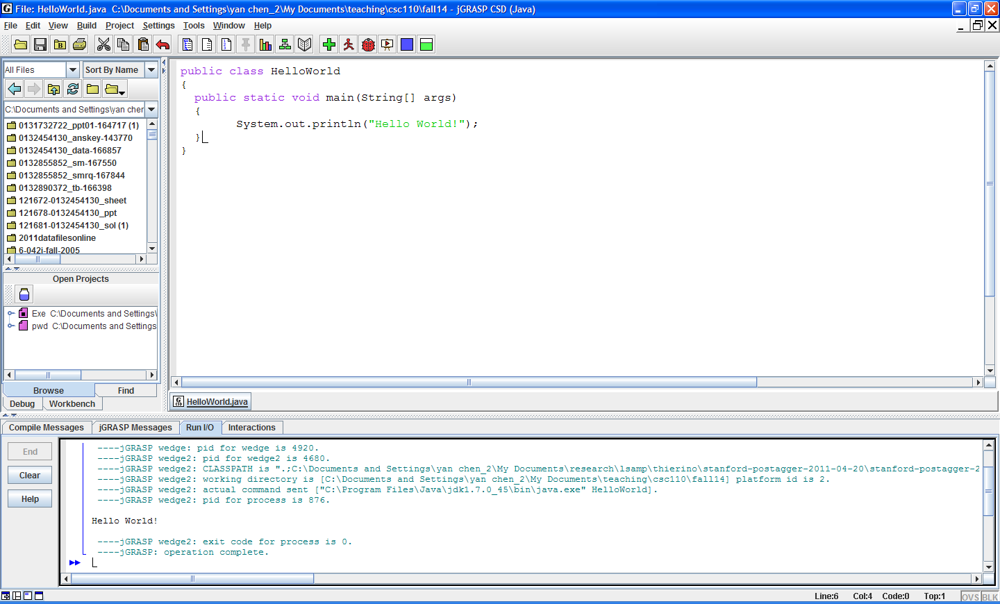 File: HelloWorld.java  C:\Documents and Settings\yan chen_2\My Documents\teaching\csc110\fall14 - jGRASP CSD (Java)
File Edit View Build Project Settings Tools Window Help
All Files Sort By Name
C:\Documents and Settings\yan cher
0131732722_ppt01-164717 (1)
0132454130_anskey-143770
0132454130_data-166857
0132855852_sm-167550
0132855852_smrq-167844
0132890372_tb-166398
121672-0132454130_sheet
121678-0132454130_ppt
121681-0132454130_sol (1)
2011datafilesonline
6-042j-fall-2005
Open Projects
Exe C:\Documents and Settings\
pwd C:\Documents and Settings
Browse Find
Debug Workbench
public class HelloWorld
{
public static void main(String[] args)
{
System.out.println("Hello World!");
}
}
HelloWorld.java
Compile Messages jGRASP Messages Run I/O Interactions
End
Clear
Help
----jGRASP wedge: pid for wedge is 4920.
----jGRASP wedge2: pid for wedge2 is 4680.
----jGRASP wedge2: CLASSPATH is ".;C:\Documents and Settings\yan chen_2\My Documents\research\lsamp\thierino\stanford-postagger-2011-04-20\stanford-postagger-2
----jGRASP wedge2: working directory is [C:\Documents and Settings\yan chen_2\My Documents\teaching\csc110\fall14] platform id is 2.
----jGRASP wedge2: actual command sent ["C:\Program Files\Java\jdk1.7.0_45\bin\java.exe" HelloWorld].
----jGRASP wedge2: pid for process is 876.
Hello World!
----jGRASP wedge2: exit code for process is 0.
----jGRASP: operation complete.
Line:6 Col:4 Code:0 Top:1 OVS BLK